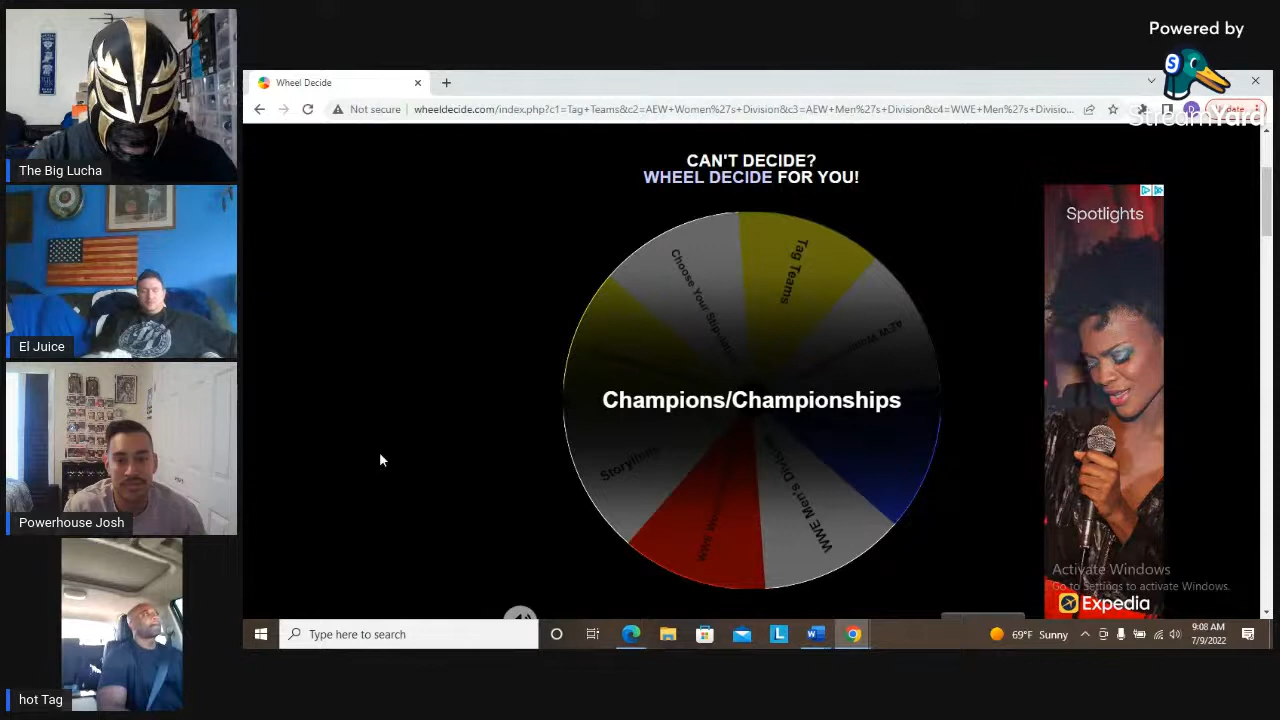 Powered by
StreamYard
The Big Lucha
El Juice
Powerhouse Josh
hot Tag
Wheel Decide
Not secure
wheeldecide.com/index.php?c1=Tag+Teams&c2=AEW+Women%27s+Division&c3=AEW+Men%27s+Division&c4=WWE+Men%27s+Divisio...
CAN'T DECIDE?
WHEEL DECIDE FOR YOU!
Tag Teams
Choose Your
Champions/Championships
WWE Men's Division
Spotlights
Activate Windows
Go to Settings to activate Windows.
Expedia
Type here to search
69°F Sunny
9:08 AM
7/9/2022